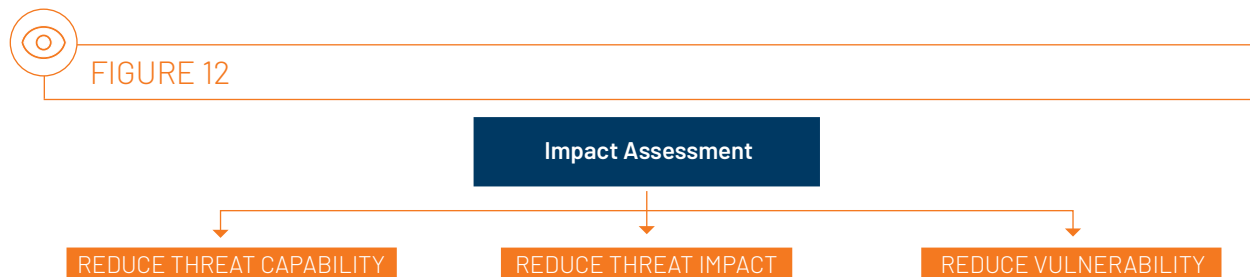 FIGURE 12
Impact Assessment
REDUCE THREAT CAPABILITY
REDUCE THREAT IMPACT
REDUCE VULNERABILITY